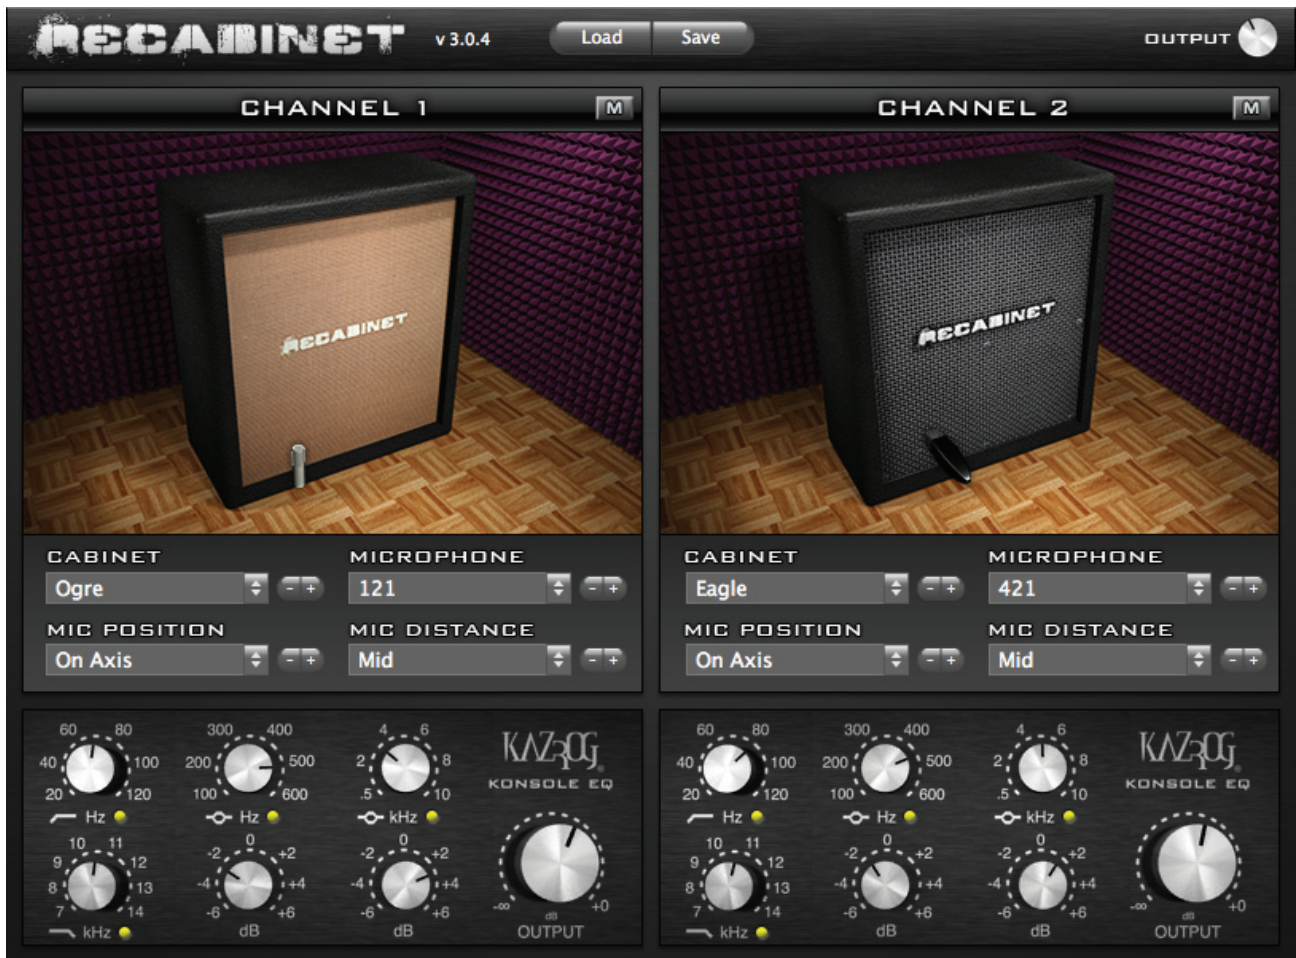 RECABINET v 3.0.4 Load Save OUTPUT
CHANNEL 1 M
CHANNEL 2 M
RECABINET
RECABINET
CABINET MICROPHONE
Ogre - + 121 - +
MIC POSITION MIC DISTANCE
On Axis - + Mid - +
CABINET MICROPHONE
Eagle - + 421 - +
MIC POSITION MIC DISTANCE
On Axis - + Mid - +
60 80
40 100
20 120
Hz
300 400
200 500
100 600
Hz
4 6
2 8
.5 10
kHz
KAZROG®
KONSOLE EQ
10 11
9 12
8 13
7 14
kHz
0
-2 +2
-4 +4
-6 +6
dB
0
-2 +2
-4 +4
-6 +6
dB
-∞ dB +0
OUTPUT
60 80
40 100
20 120
Hz
300 400
200 500
100 600
Hz
4 6
2 8
.5 10
kHz
KAZROG®
KONSOLE EQ
10 11
9 12
8 13
7 14
kHz
0
-2 +2
-4 +4
-6 +6
dB
0
-2 +2
-4 +4
-6 +6
dB
-∞ dB +0
OUTPUT